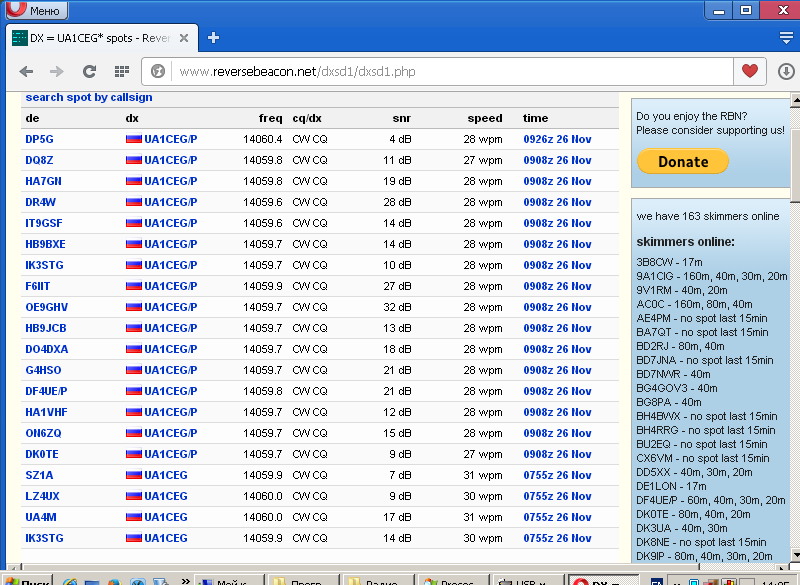 Меню
DX = UA1CEG* spots - Rever
www.reversebeacon.net/dxsd1/dxsd1.php
search spot by callsign
de dx freq cq/dx snr speed time
DP5G UA1CEG/P 14060.4 CW CQ 4 dB 28 wpm 0926z 26 Nov
DQ8Z UA1CEG/P 14059.8 CW CQ 11 dB 27 wpm 0908z 26 Nov
HA7GN UA1CEG/P 14059.8 CW CQ 19 dB 28 wpm 0908z 26 Nov
DR4W UA1CEG/P 14059.6 CW CQ 28 dB 28 wpm 0908z 26 Nov
IT9GSF UA1CEG/P 14059.6 CW CQ 14 dB 28 wpm 0908z 26 Nov
HB9BXE UA1CEG/P 14059.7 CW CQ 14 dB 28 wpm 0908z 26 Nov
IK3STG UA1CEG/P 14059.7 CW CQ 10 dB 28 wpm 0908z 26 Nov
F6IIT UA1CEG/P 14059.9 CW CQ 27 dB 28 wpm 0908z 26 Nov
OE9GHV UA1CEG/P 14059.7 CW CQ 32 dB 28 wpm 0908z 26 Nov
HB9JCB UA1CEG/P 14059.7 CW CQ 13 dB 28 wpm 0908z 26 Nov
DO4DXA UA1CEG/P 14059.7 CW CQ 18 dB 28 wpm 0908z 26 Nov
G4HSO UA1CEG/P 14059.7 CW CQ 21 dB 28 wpm 0908z 26 Nov
DF4UE/P UA1CEG/P 14059.8 CW CQ 21 dB 28 wpm 0908z 26 Nov
HA1VHF UA1CEG/P 14059.7 CW CQ 12 dB 28 wpm 0908z 26 Nov
ON6ZQ UA1CEG/P 14059.7 CW CQ 15 dB 28 wpm 0908z 26 Nov
DK0TE UA1CEG/P 14059.7 CW CQ 9 dB 27 wpm 0908z 26 Nov
SZ1A UA1CEG 14059.9 CW CQ 7 dB 31 wpm 0755z 26 Nov
LZ4UX UA1CEG 14060.0 CW CQ 9 dB 30 wpm 0755z 26 Nov
UA4M UA1CEG 14060.0 CW CQ 17 dB 31 wpm 0755z 26 Nov
IK3STG UA1CEG 14059.9 CW CQ 14 dB 30 wpm 0755z 26 Nov
Do you enjoy the RBN?
Please consider supporting us!
Donate
we have 163 skimmers online
skimmers online:
3B8CW - 17m
9A1CIG - 160m, 40m, 30m, 20m
9V1RM - 40m, 20m
AC0C - 160m, 80m, 40m
AE4PM - no spot last 15min
BA7QT - no spot last 15min
BD2RJ - 80m, 40m
BD7JNA - no spot last 15min
BD7NWR - 40m
BG4GOV3 - 40m
BG8PA - 40m
BH4BWX - no spot last 15min
BH4RRG - no spot last 15min
BU2EQ - no spot last 15min
CX6VM - no spot last 15min
DD5XX - 40m, 30m, 20m
DE1LON - 17m
DF4UE/P - 60m, 40m, 30m, 20m
DK0TE - 80m, 40m, 20m
DK3UA - 40m, 30m
DK8NE - no spot last 15min
DK9IP - 80m, 40m, 30m, 20m